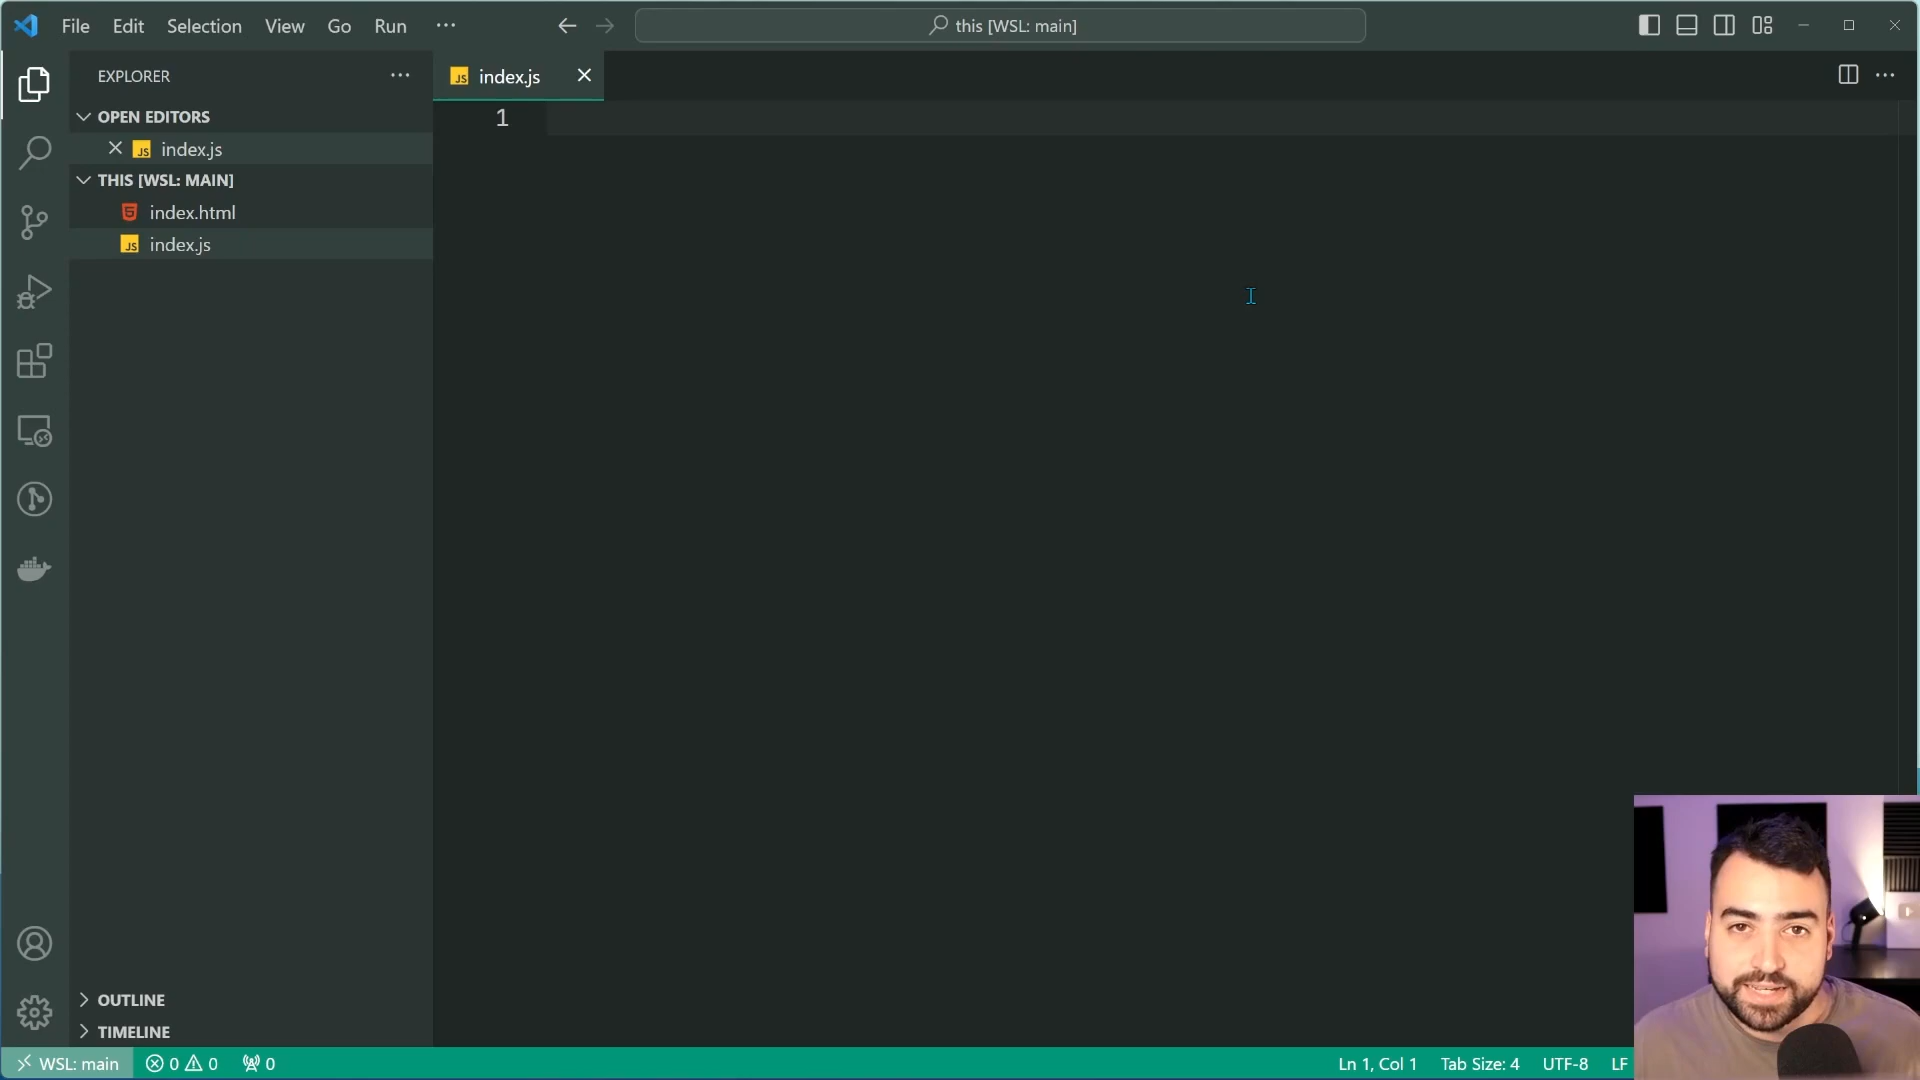 File Edit Selection View Go Run ···
this [WSL: main]
EXPLORER ···
index.js
OPEN EDITORS
index.js
THIS [WSL: MAIN]
index.html
index.js
1
OUTLINE
TIMELINE
WSL: main 0 0 0
Ln 1, Col 1 Tab Size: 4 UTF-8 LF